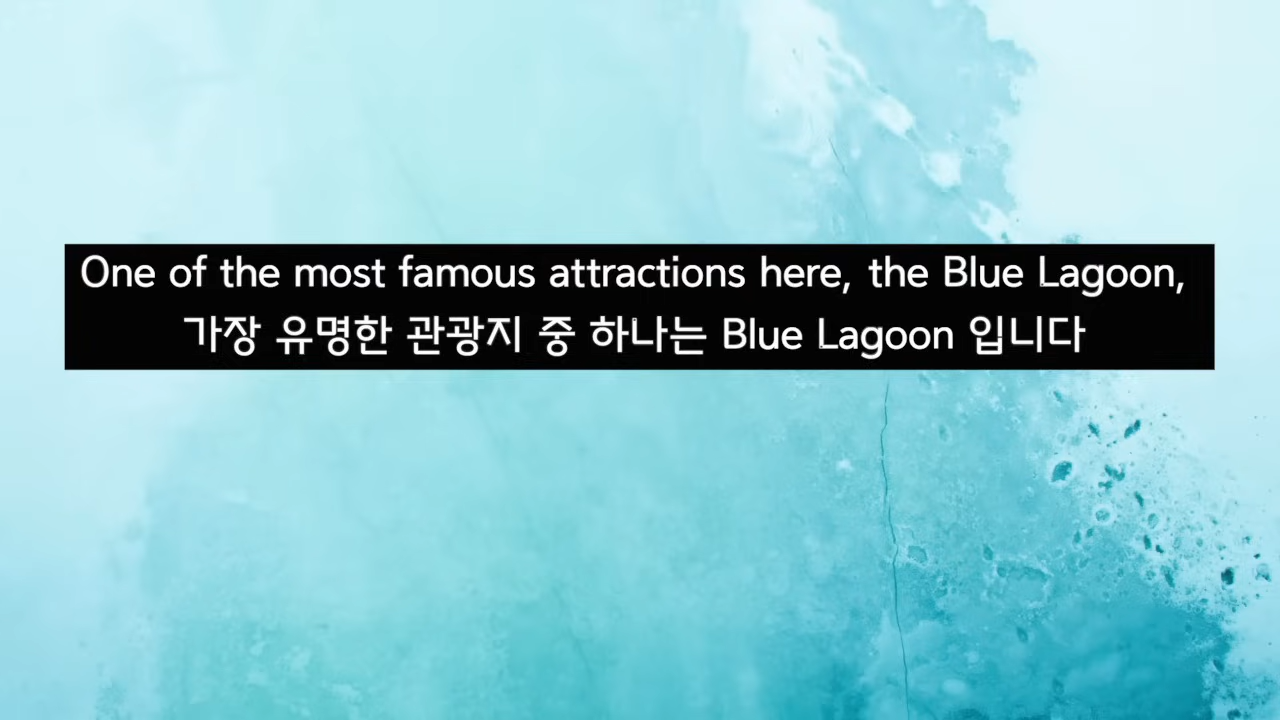 One of the most famous attractions here, the Blue Lagoon,
가장 유명한 관광지 중 하나는 Blue Lagoon 입니다